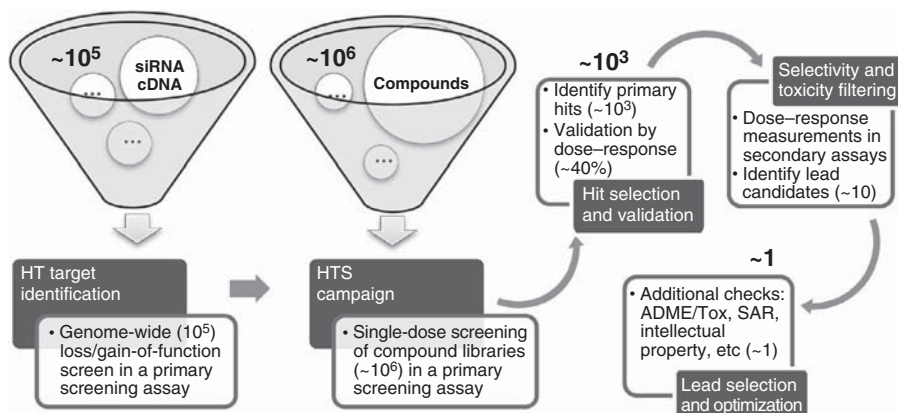 ~10⁵
siRNA
cDNA
...
...
HT target
identification
• Genome-wide (10⁵)
loss/gain-of-function
screen in a primary
screening assay
~10⁶
Compounds
...
...
HTS
campaign
• Single-dose screening
of compound libraries
(~10⁶) in a primary
screening assay
~10³
• Identify primary
hits (~10³)
• Validation by
dose–response
(~40%)
Hit selection
and validation
Selectivity and
toxicity filtering
• Dose–response
measurements in
secondary assays
• Identify lead
candidates (~10)
~1
• Additional checks:
ADME/Tox, SAR,
intellectual
property, etc (~1)
Lead selection
and optimization